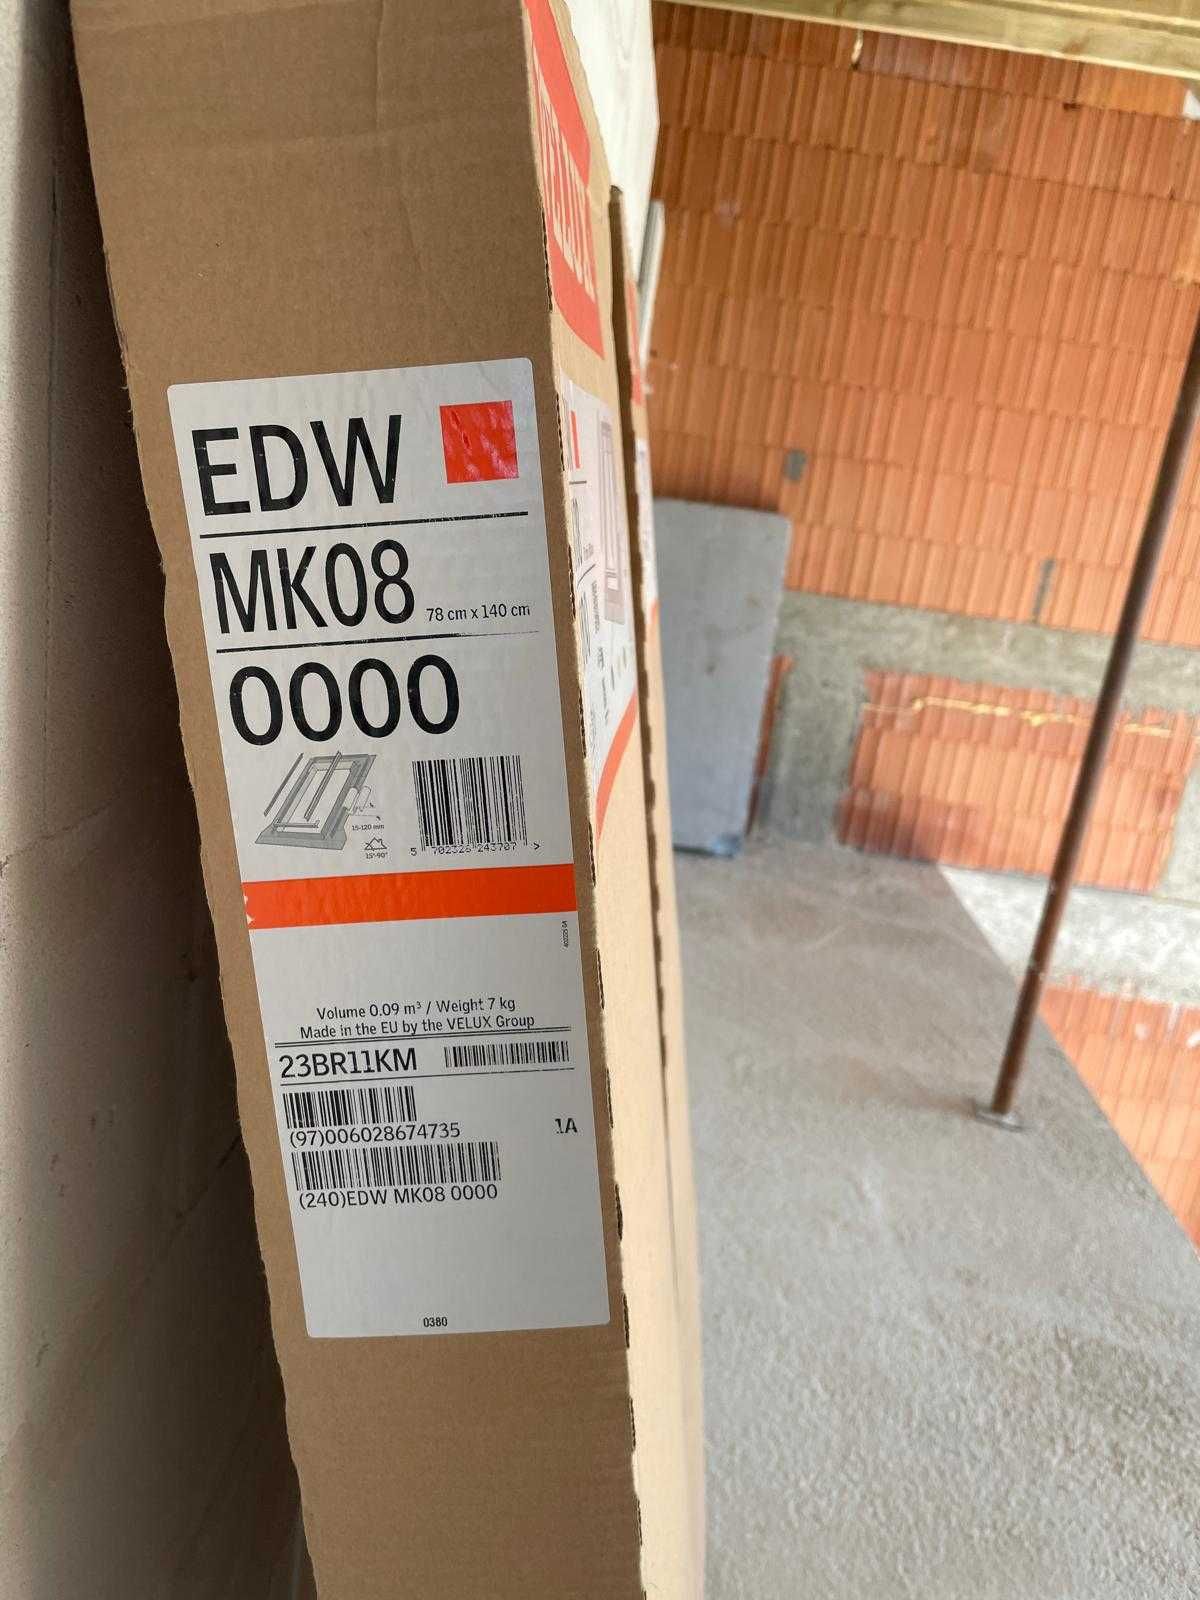 VELUX
EDW
MK08 78 cm x 140 cm
0000
15-120 mm
15°-90°
5 702326 243707 >
Volume 0.09 m³ / Weight 7 kg
Made in the EU by the VELUX Group
23BR11KM
(97)006028674735 1A
(240)EDW MK08 0000
0380